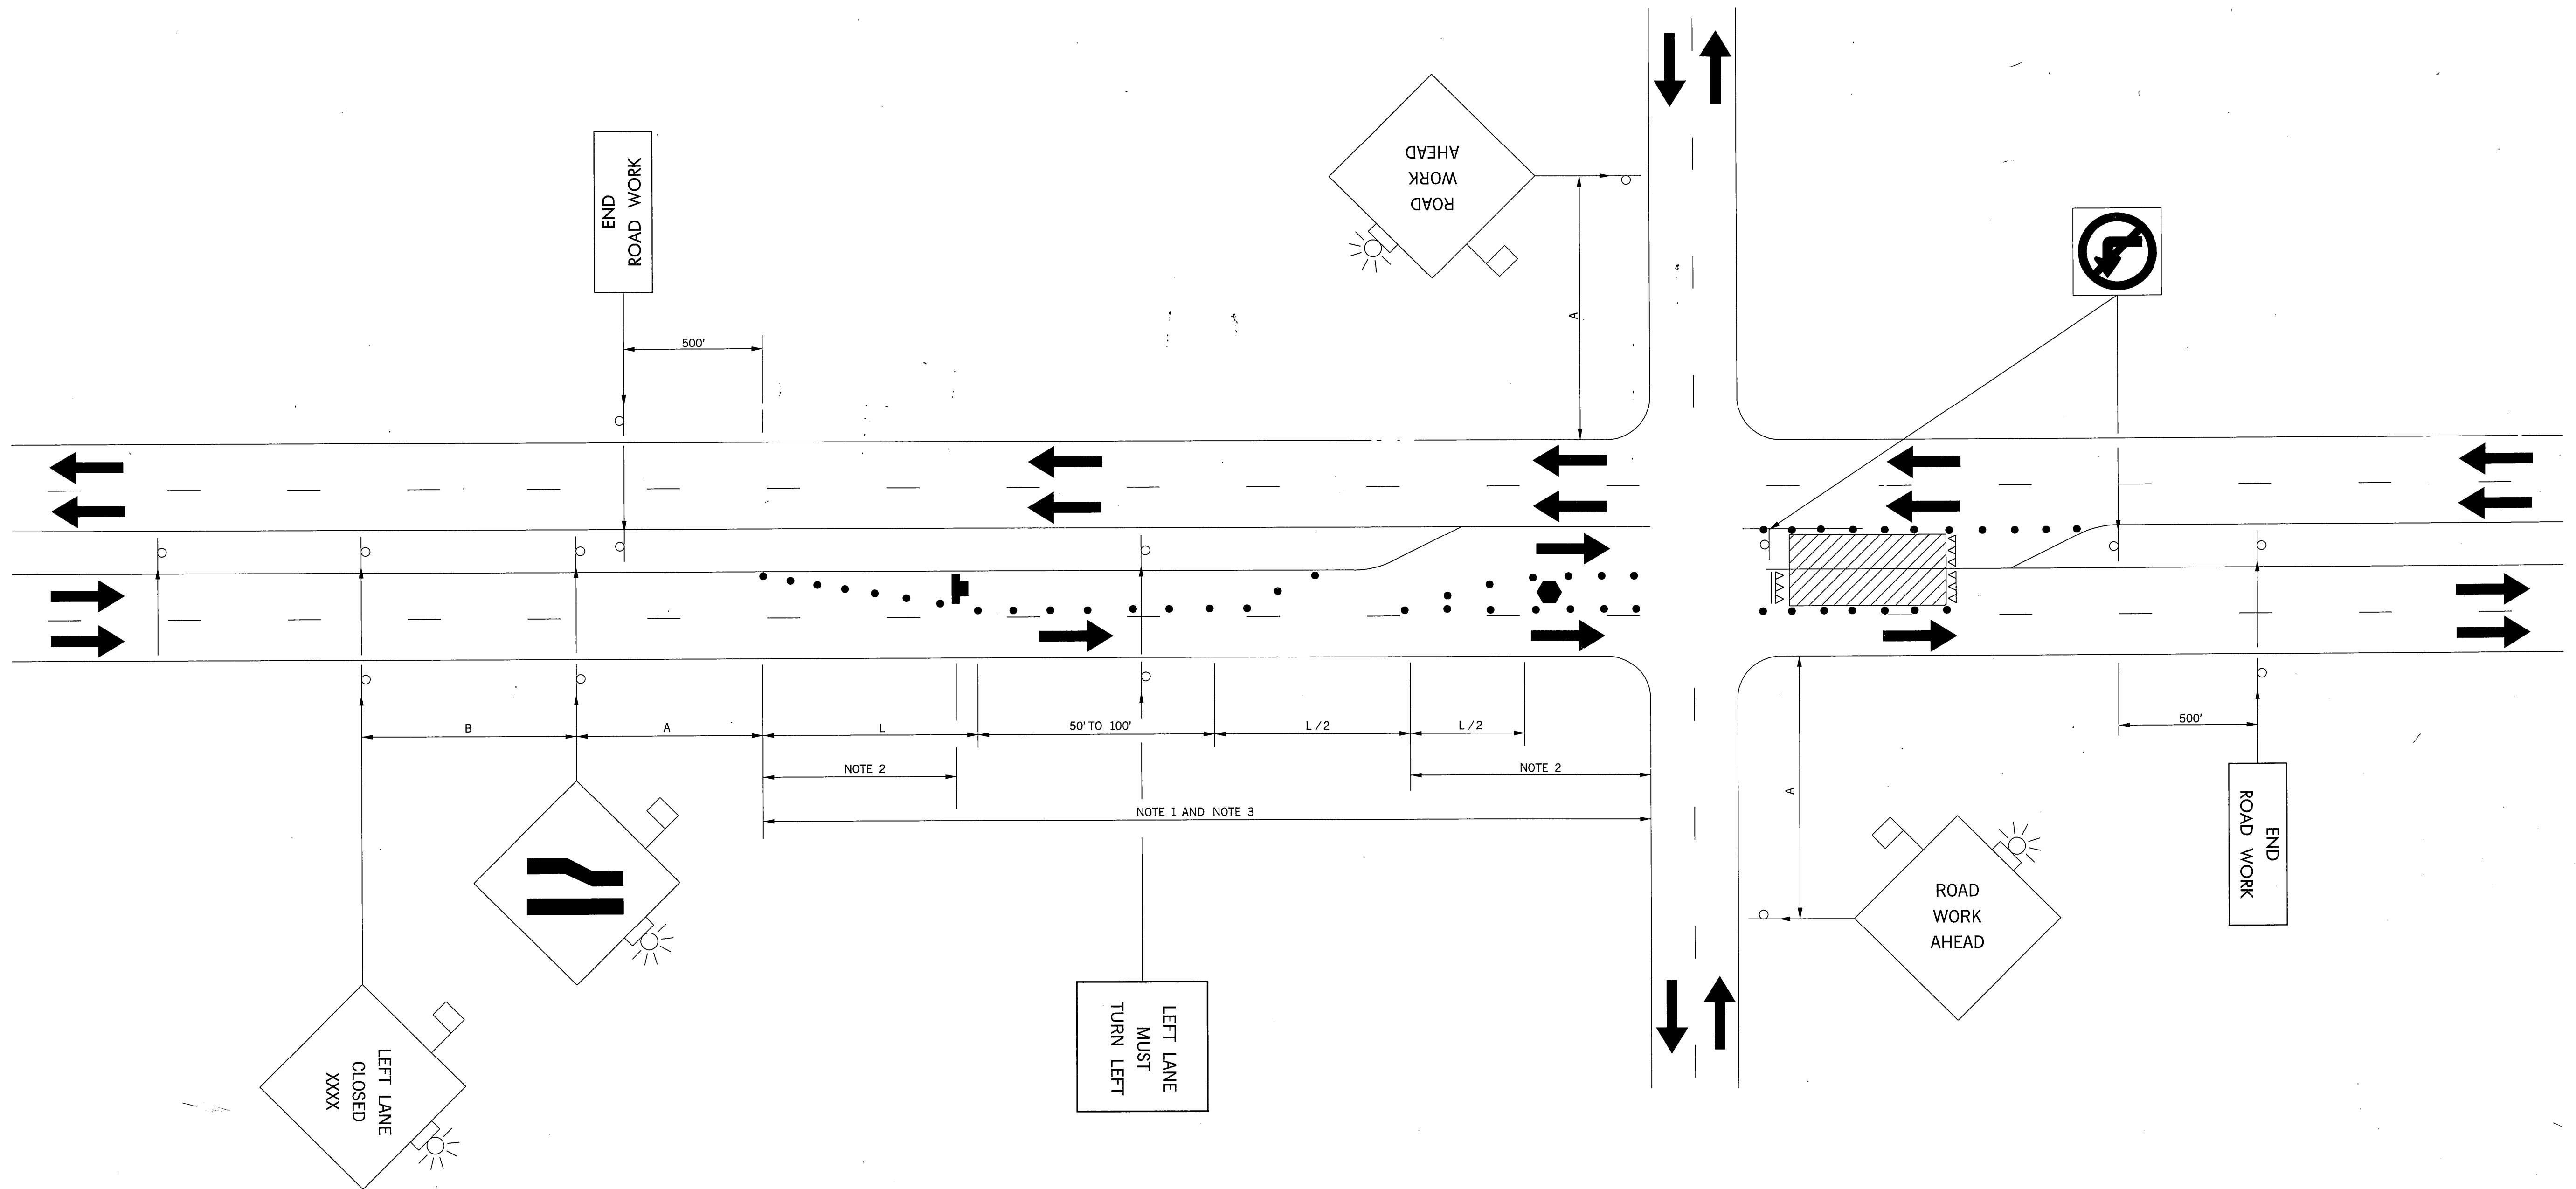 ROAD
WORK
AHEAD
END
ROAD WORK
500'
A
B
A
L
50' TO 100'
L/2
L/2
NOTE 2
NOTE 2
NOTE 1 AND NOTE 3
500'
A
ROAD
WORK
AHEAD
END
ROAD WORK
LEFT LANE
MUST
TURN LEFT
LEFT LANE
CLOSED
XXXX